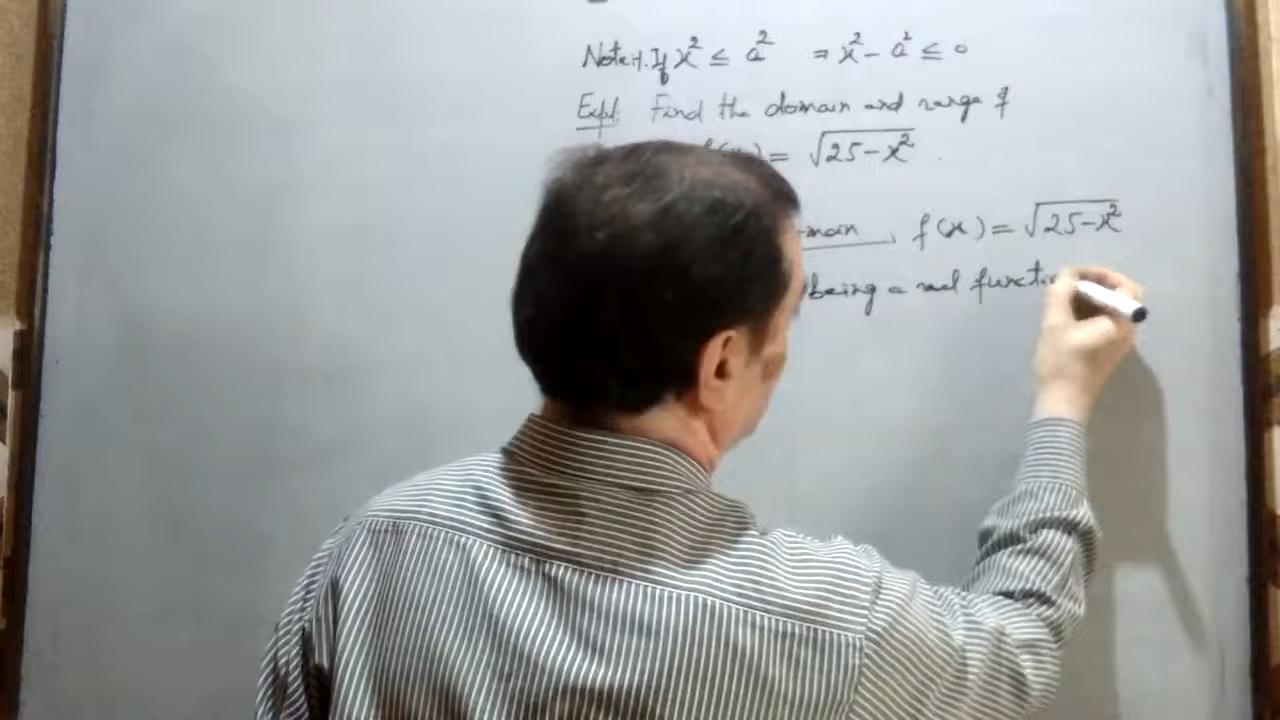 Note:1. If x² ≤ a² = x² - a² ≤ 0
Expl: Find the domain and range of
f(x) = √25-x²
main, f(x) = √25-x²
being a real functio